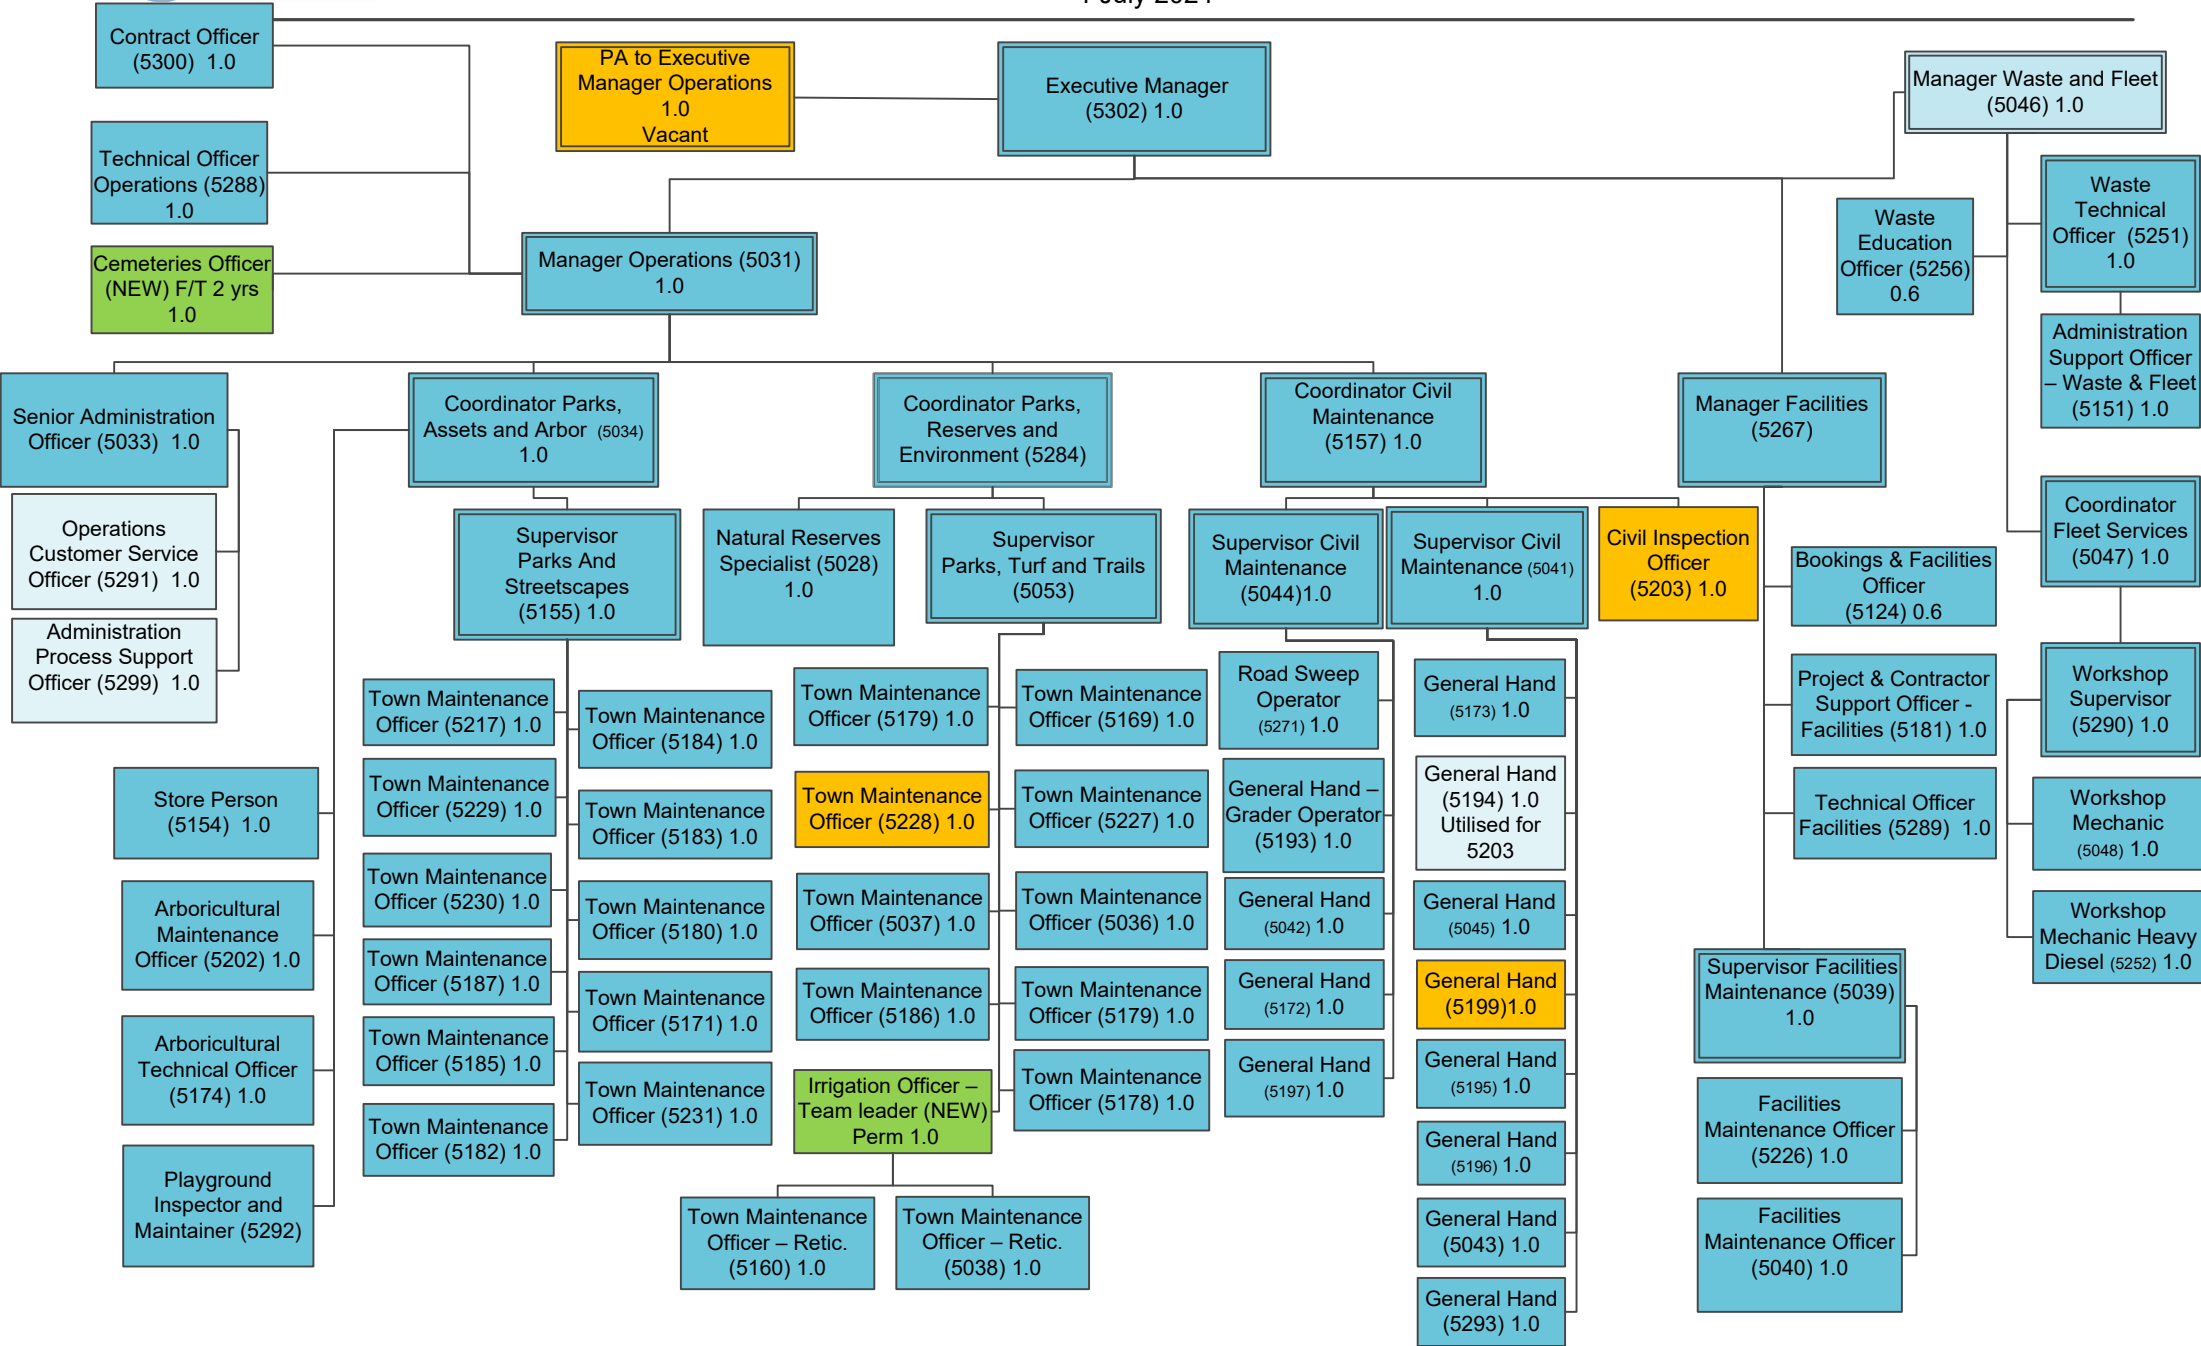 Contract Officer
(5300) 1.0
PA to Executive
Manager Operations
1.0
Vacant
Executive Manager
(5302) 1.0
Manager Waste and Fleet
(5046) 1.0
Technical Officer
Operations (5288)
1.0
Waste
Technical
Officer (5251)
1.0
Waste
Education
Officer (5256)
0.6
Cemeteries Officer
(NEW) F/T 2 yrs
1.0
Manager Operations (5031)
1.0
Administration
Support Officer
– Waste & Fleet
(5151) 1.0
Senior Administration
Officer (5033) 1.0
Coordinator Parks,
Assets and Arbor (5034)
1.0
Coordinator Parks,
Reserves and
Environment (5284)
Coordinator Civil
Maintenance
(5157) 1.0
Manager Facilities
(5267)
Operations
Customer Service
Officer (5291) 1.0
Administration
Process Support
Officer (5299) 1.0
Supervisor
Parks And
Streetscapes
(5155) 1.0
Natural Reserves
Specialist (5028)
1.0
Supervisor
Parks, Turf and Trails
(5053)
Supervisor Civil
Maintenance
(5044)1.0
Supervisor Civil
Maintenance (5041)
1.0
Civil Inspection
Officer
(5203) 1.0
Bookings & Facilities
Officer
(5124) 0.6
Coordinator
Fleet Services
(5047) 1.0
Project & Contractor
Support Officer -
Facilities (5181) 1.0
Workshop
Supervisor
(5290) 1.0
Technical Officer
Facilities (5289) 1.0
Workshop
Mechanic
(5048) 1.0
Workshop
Mechanic Heavy
Diesel (5252) 1.0
Store Person
(5154) 1.0
Arboricultural
Maintenance
Officer (5202) 1.0
Arboricultural
Technical Officer
(5174) 1.0
Playground
Inspector and
Maintainer (5292)
Town Maintenance
Officer (5217) 1.0
Town Maintenance
Officer (5229) 1.0
Town Maintenance
Officer (5230) 1.0
Town Maintenance
Officer (5187) 1.0
Town Maintenance
Officer (5185) 1.0
Town Maintenance
Officer (5182) 1.0
Town Maintenance
Officer (5184) 1.0
Town Maintenance
Officer (5183) 1.0
Town Maintenance
Officer (5180) 1.0
Town Maintenance
Officer (5171) 1.0
Town Maintenance
Officer (5231) 1.0
Town Maintenance
Officer (5179) 1.0
Town Maintenance
Officer (5228) 1.0
Town Maintenance
Officer (5037) 1.0
Town Maintenance
Officer (5186) 1.0
Irrigation Officer –
Team leader (NEW)
Perm 1.0
Town Maintenance
Officer (5169) 1.0
Town Maintenance
Officer (5227) 1.0
Town Maintenance
Officer (5036) 1.0
Town Maintenance
Officer (5179) 1.0
Town Maintenance
Officer (5178) 1.0
Town Maintenance
Officer – Retic.
(5160) 1.0
Town Maintenance
Officer – Retic.
(5038) 1.0
Road Sweep
Operator
(5271) 1.0
General Hand –
Grader Operator
(5193) 1.0
General Hand
(5042) 1.0
General Hand
(5172) 1.0
General Hand
(5197) 1.0
General Hand
(5173) 1.0
General Hand
(5194) 1.0
Utilised for
5203
General Hand
(5045) 1.0
General Hand
(5199)1.0
General Hand
(5195) 1.0
General Hand
(5196) 1.0
General Hand
(5043) 1.0
General Hand
(5293) 1.0
Supervisor Facilities
Maintenance (5039)
1.0
Facilities
Maintenance Officer
(5226) 1.0
Facilities
Maintenance Officer
(5040) 1.0